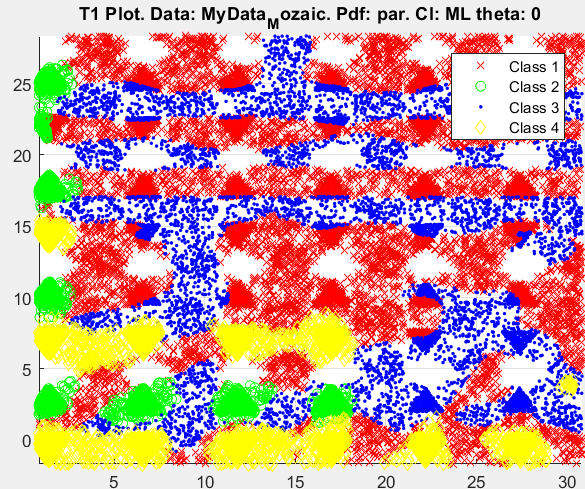 T1 Plot. Data: MyData_Mozaic. Pdf: par. Cl: ML theta: 0
Class 1
Class 2
Class 3
Class 4
25
20
15
10
5
0
5 10 15 20 25 30